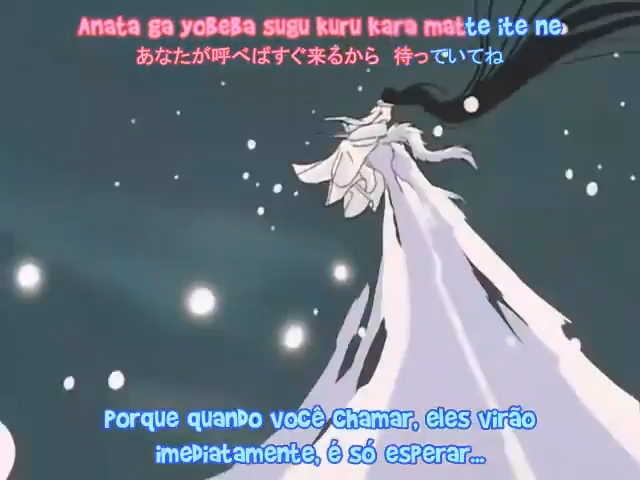 Anata ga yobeba sugu kuru kara matte ite ne
あなたが呼べばすぐ来るから 待っていてね
Porque quando você chamar, eles virão
imediatamente, é só esperar...